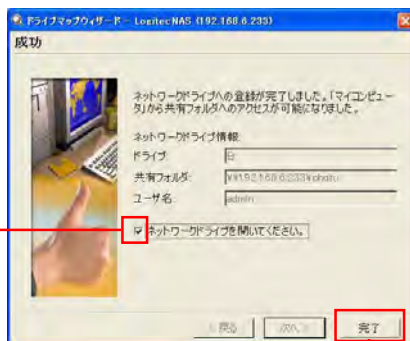 ドライブマップウィザード - LogitecNAS (192.168.6.233)
成功
ネットワークドライブへの登録が完了しました。「マイコンピュー
タ」から共有フォルダへのアクセスが可能になりました。
ネットワークドライブ情報:
ドライブ:
共有フォルダ:
ユーザ名:
admin
ネットワークドライブを開いてください。
< 戻る
次へ >
完了